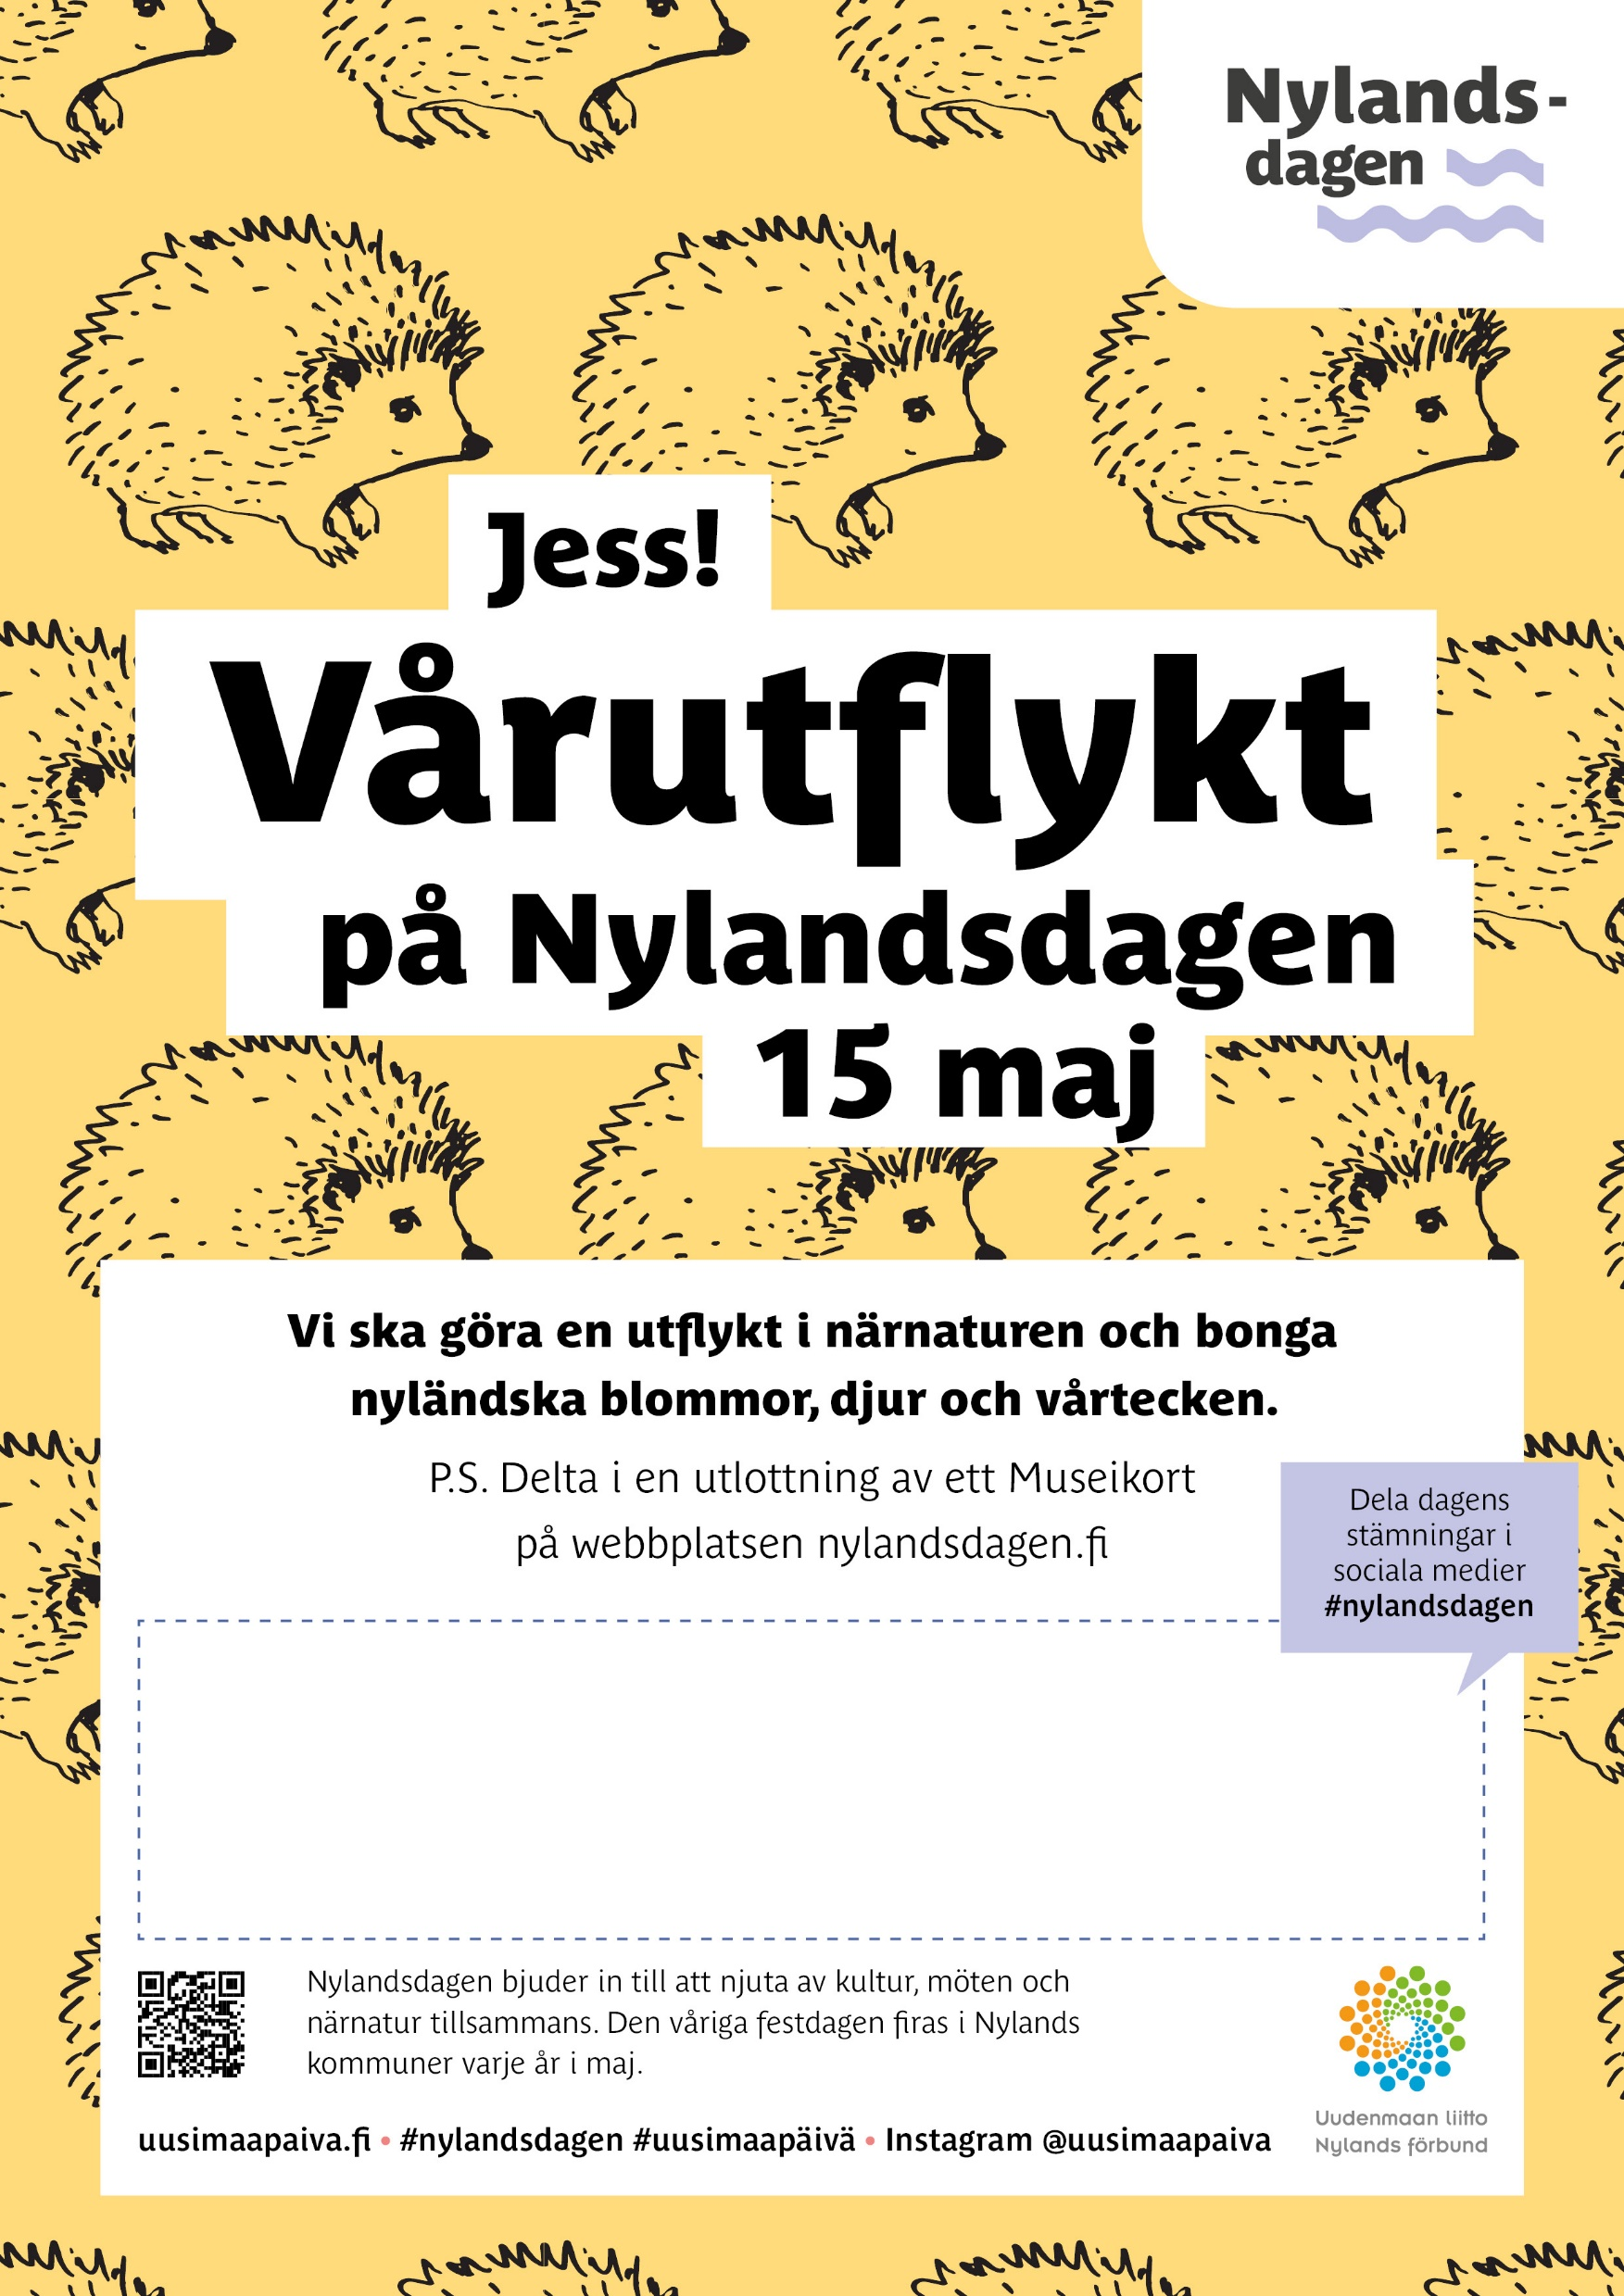 Nylands-
dagen
Jess!
Vårutflykt
på Nylandsdagen
15 maj
Vi ska göra en utflykt i närnaturen och bonga
nyländska blommor, djur och vårtecken.
P.S. Delta i en utlottning av ett Museikort
på webbplatsen nylandsdagen.fi
Dela dagens
stämningar i
sociala medier
#nylandsdagen
Nylandsdagen bjuder in till att njuta av kultur, möten och
närnatur tillsammans. Den våriga festdagen firas i Nylands
kommuner varje år i maj.
uusimaapaiva.fi • #nylandsdagen #uusimaapäivä • Instagram @uusimaapaiva
Uudenmaan liitto
Nylands förbund